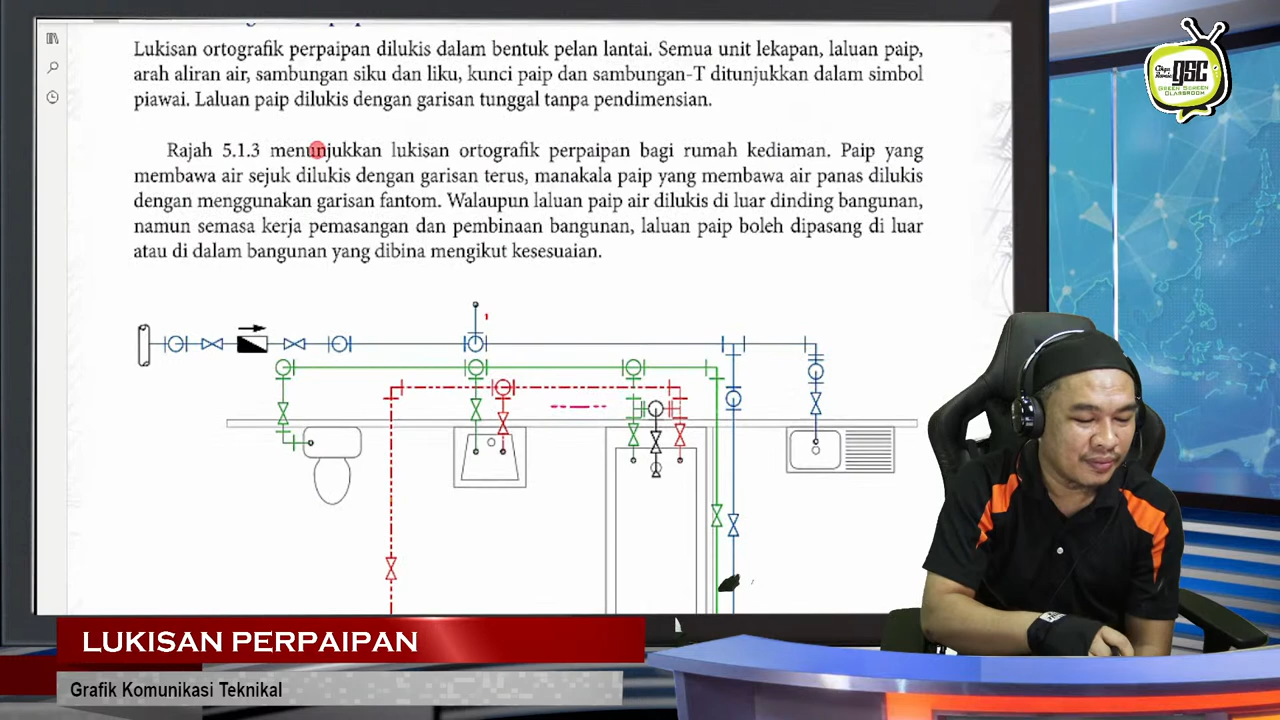 Lukisan ortografik perpaipan dilukis dalam bentuk pelan lantai. Semua unit lekapan, laluan paip,
arah aliran air, sambungan siku dan liku, kunci paip dan sambungan-T ditunjukkan dalam simbol
piawai. Laluan paip dilukis dengan garisan tunggal tanpa pendimensian.
Rajah 5.1.3 menunjukkan lukisan ortografik perpaipan bagi rumah kediaman. Paip yang
membawa air sejuk dilukis dengan garisan terus, manakala paip yang membawa air panas dilukis
dengan menggunakan garisan fantom. Walaupun laluan paip air dilukis di luar dinding bangunan,
namun semasa kerja pemasangan dan pembinaan bangunan, laluan paip boleh dipasang di luar
atau di dalam bangunan yang dibina mengikut kesesuaian.
gsc
GREEN SCREEN
CLASSROOM
LUKISAN PERPAIPAN
Grafik Komunikasi Teknikal